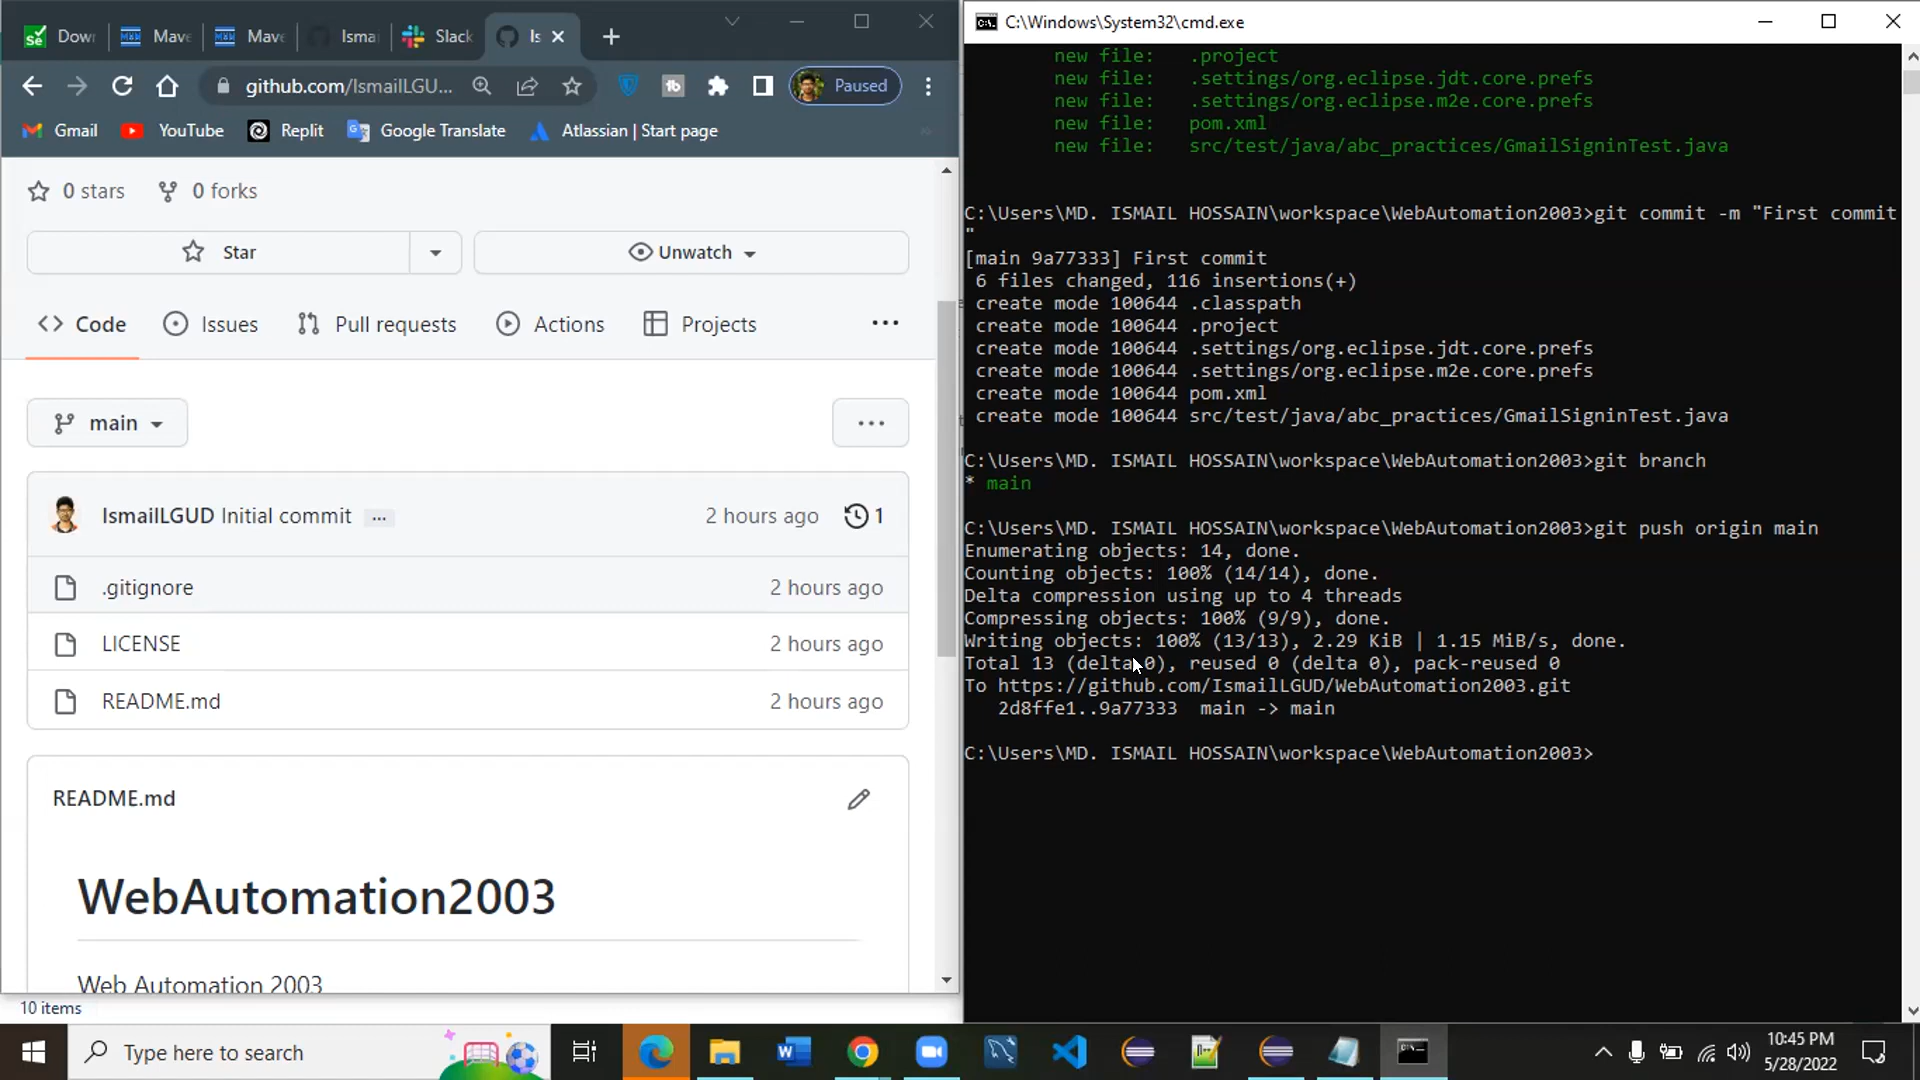 Down
Mave
Mave
Ismai
Slack
Is
github.com/IsmailLGU...
Paused
Gmail
YouTube
Replit
Google Translate
Atlassian | Start page
0 stars
0 forks
Star
Unwatch
Code
Issues
Pull requests
Actions
Projects
main
IsmailLGUD Initial commit ... 2 hours ago 1
.gitignore 2 hours ago
LICENSE 2 hours ago
README.md 2 hours ago
README.md
WebAutomation2003
Web Automation 2003
10 items
C:\Windows\System32\cmd.exe
new file: .project
new file: .settings/org.eclipse.jdt.core.prefs
new file: .settings/org.eclipse.m2e.core.prefs
new file: pom.xml
new file: src/test/java/abc_practices/GmailSigninTest.java
C:\Users\MD. ISMAIL HOSSAIN\workspace\WebAutomation2003>git commit -m "First commit
"
[main 9a77333] First commit
6 files changed, 116 insertions(+)
create mode 100644 .classpath
create mode 100644 .project
create mode 100644 .settings/org.eclipse.jdt.core.prefs
create mode 100644 .settings/org.eclipse.m2e.core.prefs
create mode 100644 pom.xml
create mode 100644 src/test/java/abc_practices/GmailSigninTest.java
C:\Users\MD. ISMAIL HOSSAIN\workspace\WebAutomation2003>git branch
* main
C:\Users\MD. ISMAIL HOSSAIN\workspace\WebAutomation2003>git push origin main
Enumerating objects: 14, done.
Counting objects: 100% (14/14), done.
Delta compression using up to 4 threads
Compressing objects: 100% (9/9), done.
Writing objects: 100% (13/13), 2.29 KiB | 1.15 MiB/s, done.
Total 13 (delta 0), reused 0 (delta 0), pack-reused 0
To https://github.com/IsmailLGUD/WebAutomation2003.git
2d8ffe1..9a77333 main -> main
C:\Users\MD. ISMAIL HOSSAIN\workspace\WebAutomation2003>
Type here to search
10:45 PM
5/28/2022